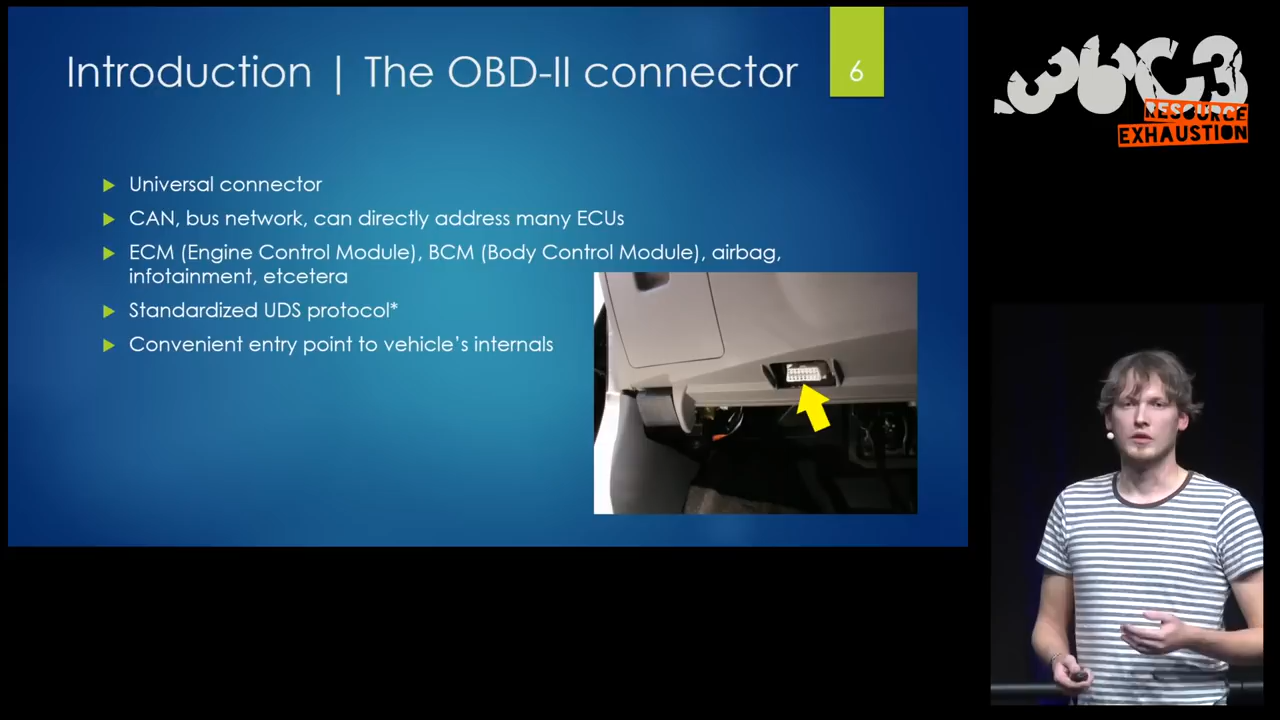 Introduction | The OBD-II connector
6
Universal connector
CAN, bus network, can directly address many ECUs
ECM (Engine Control Module), BCM (Body Control Module), airbag,
infotainment, etcetera
Standardized UDS protocol*
Convenient entry point to vehicle's internals
36C3
RESOURCE
EXHAUSTION